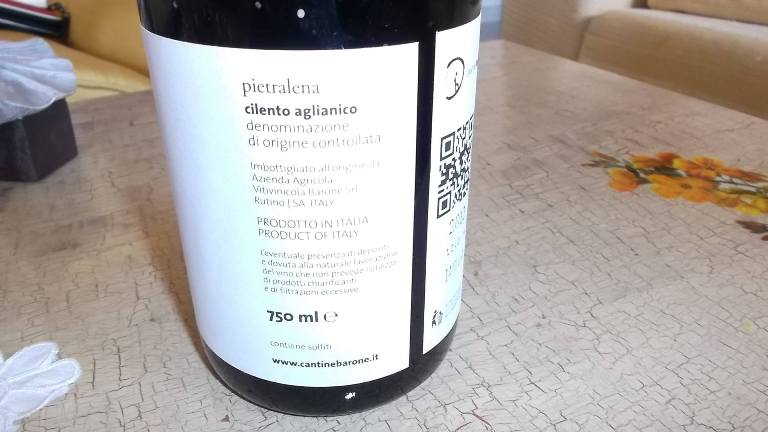 pietralena
cilento aglianico
denominazione
di origine controllata
Imbottigliato all'origine da
Azienda Agricola
Vitivinicola Barone Srl
Rutino | SA ITALY
PRODOTTO IN ITALIA
PRODUCT OF ITALY
L'eventuale presenza di depositi
è dovuta alla naturale lavorazione
del vino che non prevede l'utilizzo
di prodotti chiarificanti
e di filtrazioni eccessive.
750 ml e
contiene solfiti
www.cantinebarone.it